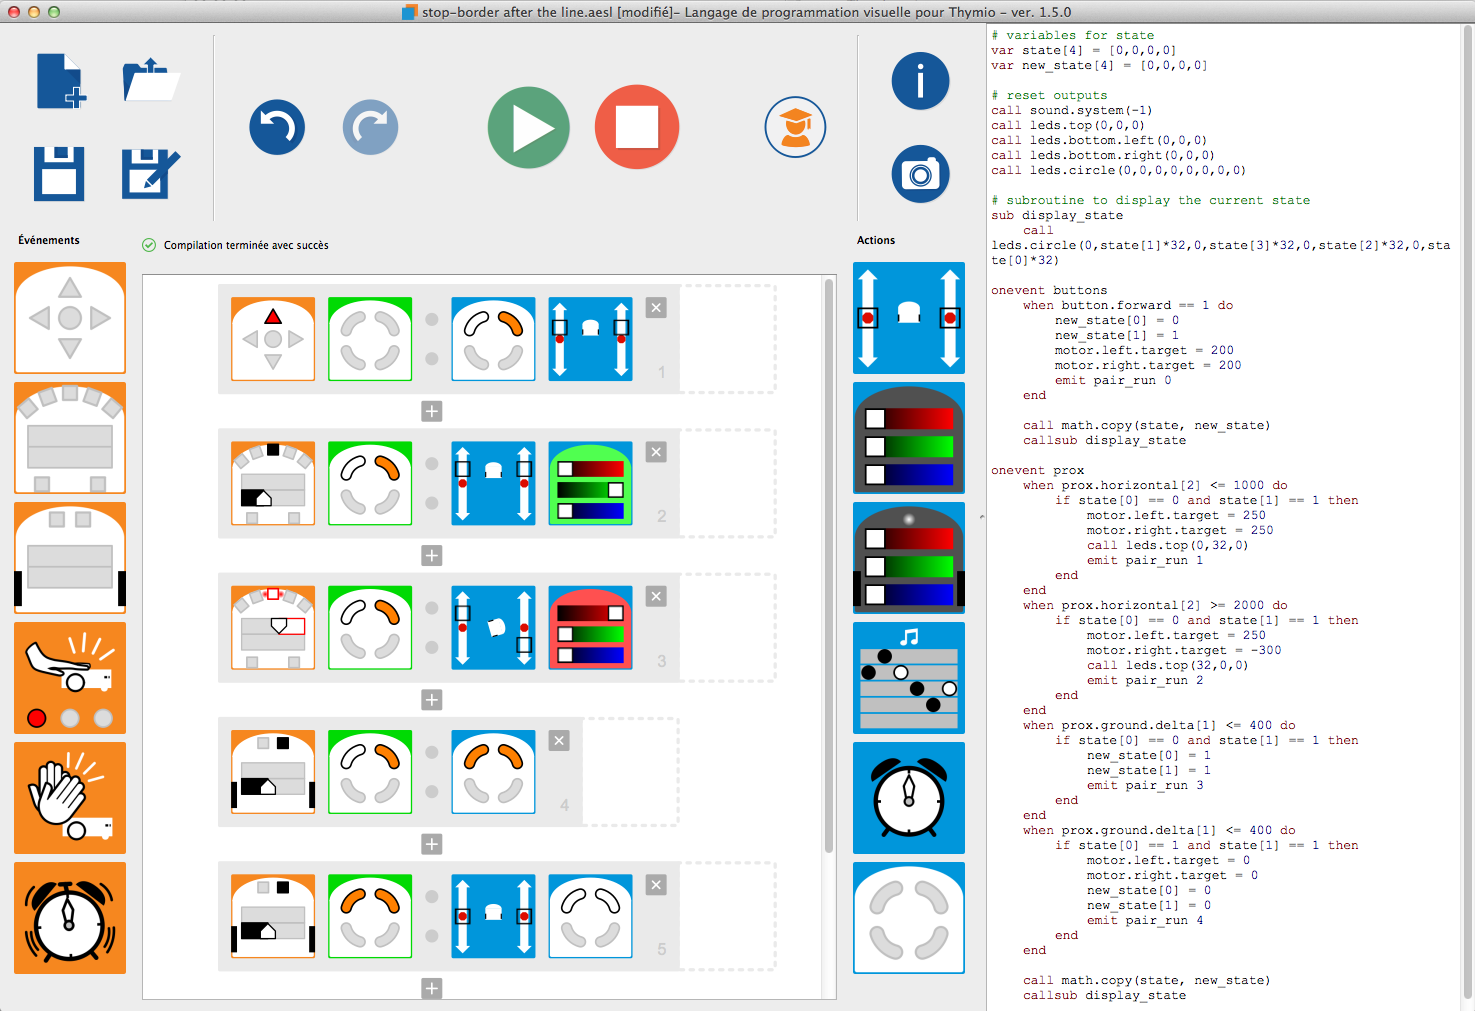 stop-border after the line.aesl [modifié]- Langage de programmation visuelle pour Thymio - ver. 1.5.0
Événements
Compilation terminée avec succès
Actions
1
2
3
4
5
# variables for state
var state[4] = [0,0,0,0]
var new_state[4] = [0,0,0,0]
# reset outputs
call sound.system(-1)
call leds.top(0,0,0)
call leds.bottom.left(0,0,0)
call leds.bottom.right(0,0,0)
call leds.circle(0,0,0,0,0,0,0,0)
# subroutine to display the current state
sub display_state
call
leds.circle(0,state[1]*32,0,state[3]*32,0,state[2]*32,0,sta
te[0]*32)
onevent buttons
when button.forward == 1 do
new_state[0] = 0
new_state[1] = 1
motor.left.target = 200
motor.right.target = 200
emit pair_run 0
end
call math.copy(state, new_state)
callsub display_state
onevent prox
when prox.horizontal[2] <= 1000 do
if state[0] == 0 and state[1] == 1 then
motor.left.target = 250
motor.right.target = 250
call leds.top(0,32,0)
emit pair_run 1
end
end
when prox.horizontal[2] >= 2000 do
if state[0] == 0 and state[1] == 1 then
motor.left.target = 250
motor.right.target = -300
call leds.top(32,0,0)
emit pair_run 2
end
end
when prox.ground.delta[1] <= 400 do
if state[0] == 0 and state[1] == 1 then
new_state[0] = 1
new_state[1] = 1
emit pair_run 3
end
end
when prox.ground.delta[1] <= 400 do
if state[0] == 1 and state[1] == 1 then
motor.left.target = 0
motor.right.target = 0
new_state[0] = 0
new_state[1] = 0
emit pair_run 4
end
end
call math.copy(state, new_state)
callsub display_state